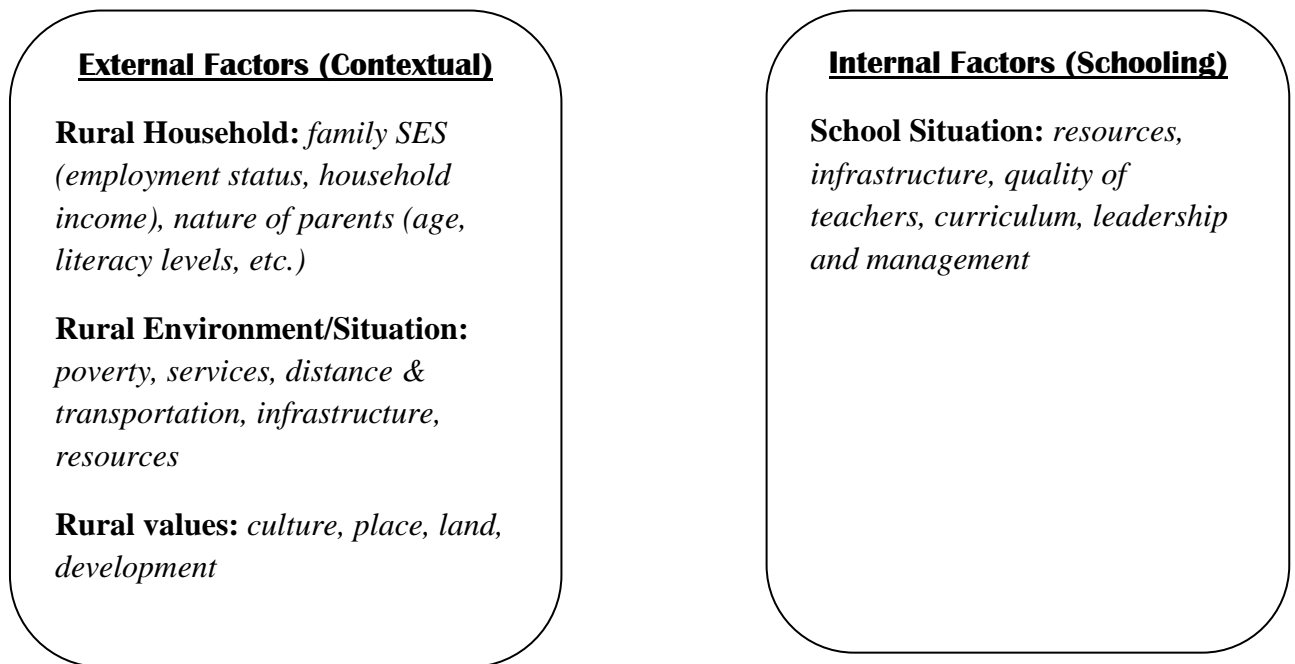 External Factors (Contextual)
Rural Household: family SES
(employment status, household
income), nature of parents (age,
literacy levels, etc.)
Rural Environment/Situation:
poverty, services, distance &
transportation, infrastructure,
resources
Rural values: culture, place, land,
development
Internal Factors (Schooling)
School Situation: resources,
infrastructure, quality of
teachers, curriculum, leadership
and management